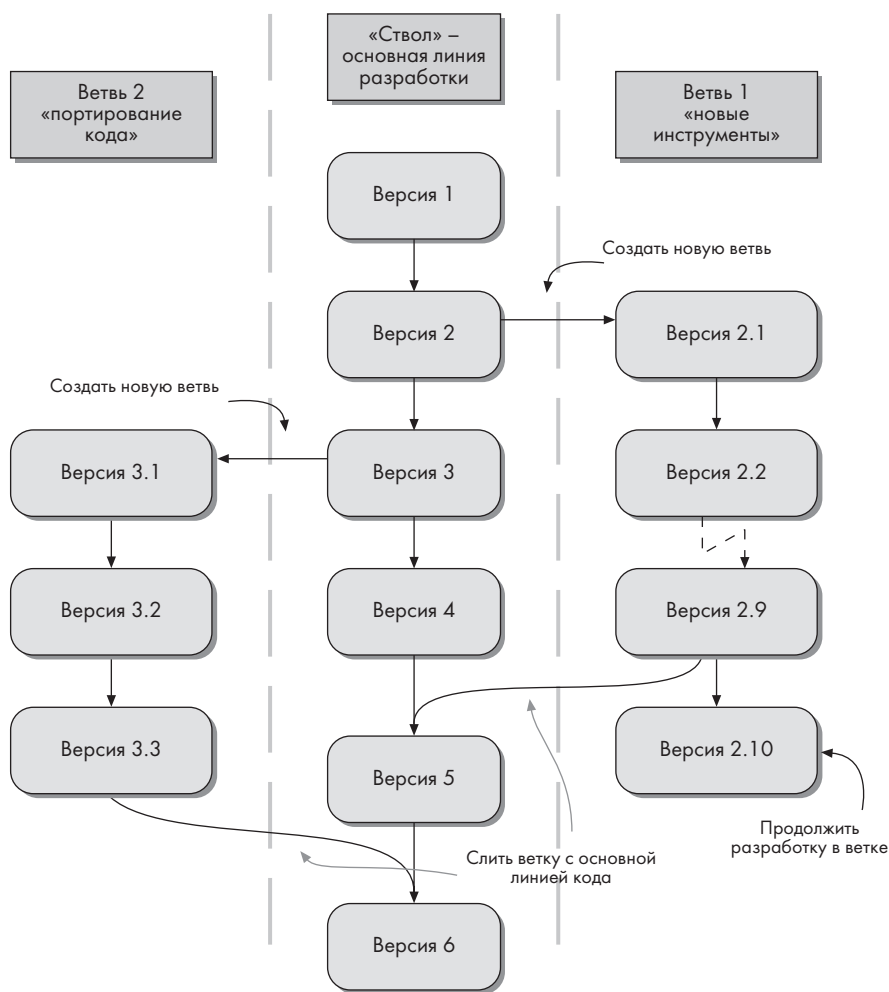 «Ствол» –
основная линия
разработки
Ветвь 2
«портирование
кода»
Ветвь 1
«новые
инструменты»
Версия 1
Создать новую ветвь
Версия 2
Версия 2.1
Создать новую ветвь
Версия 3.1
Версия 3
Версия 2.2
Версия 3.2
Версия 4
Версия 2.9
Версия 3.3
Версия 5
Версия 2.10
Продолжить
разработку в ветке
Слить ветку с основной
линией кода
Версия 6